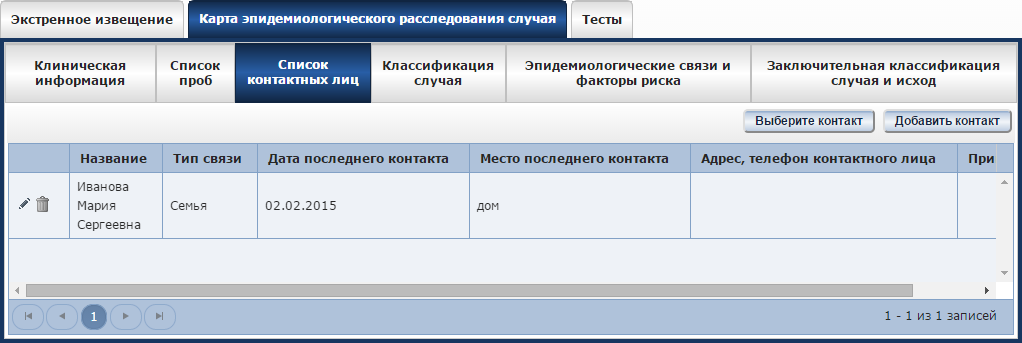 Экстренное извещение
Карта эпидемиологического расследования случая
Тесты
Клиническая
информация
Список
проб
Список
контактных лиц
Классификация
случая
Эпидемиологические связи и
факторы риска
Заключительная классификация
случая и исход
Выберите контакт
Добавить контакт
Название
Тип связи
Дата последнего контакта
Место последнего контакта
Адрес, телефон контактного лица
При
Иванова
Мария
Сергеевна
Семья
02.02.2015
дом
1
1 - 1 из 1 записей